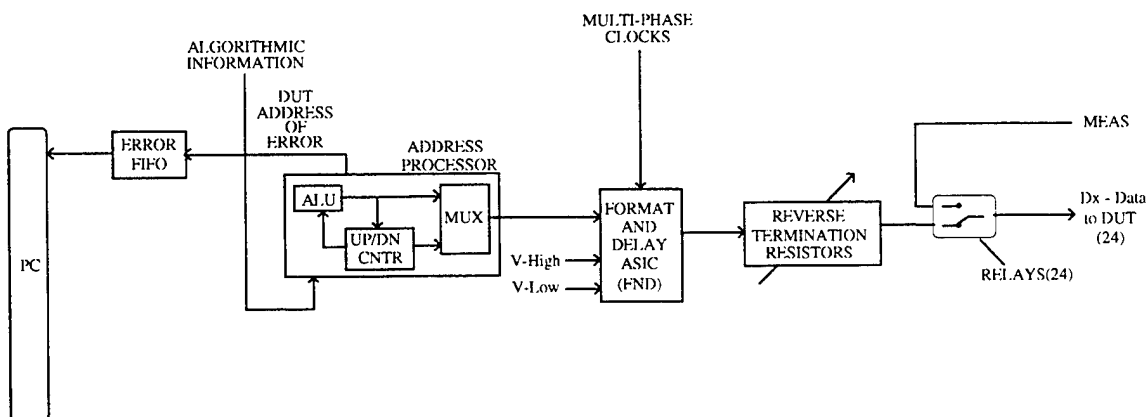 MULTI-PHASE
CLOCKS
ALGORITHMIC
INFORMATION
DUT
ADDRESS
OF
ERROR
ERROR
FIFO
ADDRESS
PROCESSOR
ALU
MUX
UP/DN
CNTR
PC
V-High
V-Low
FORMAT
AND
DELAY
ASIC
(FND)
REVERSE
TERMINATION
RESISTORS
MEAS
Dx - Data
to DUT
(24)
RELAYS(24)